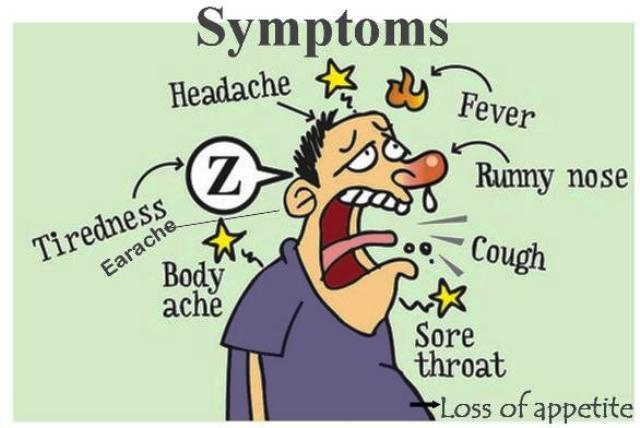 Symptoms
Headache
Fever
Runny nose
Z
Tiredness
Earache
Cough
Body
ache
Sore
throat
Loss of appetite